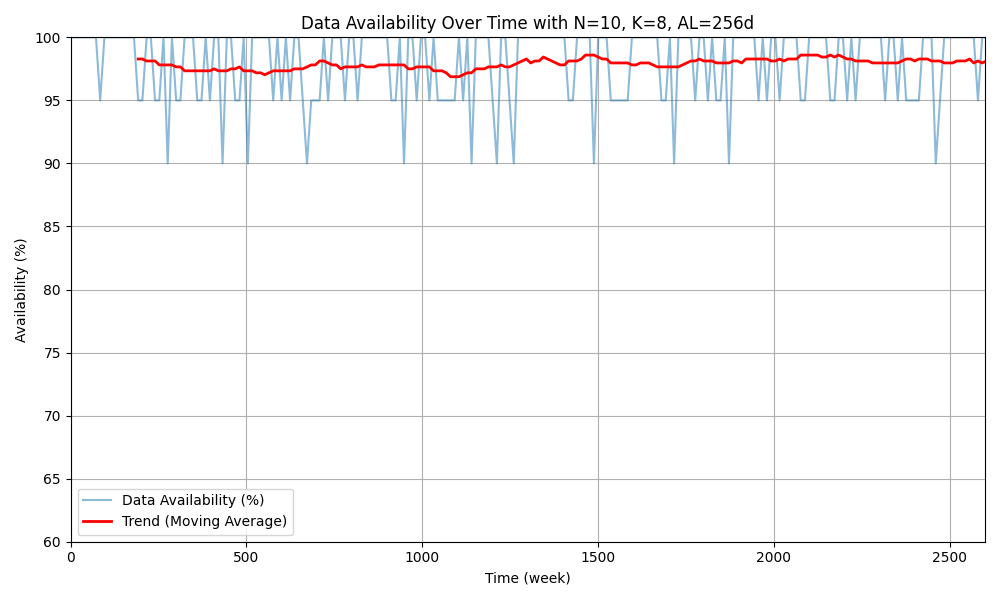 Data Availability Over Time with N=10, K=8, AL=256d
Availability (%)
100
95
90
85
80
75
70
65
60
Data Availability (%)
Trend (Moving Average)
0 500 1000 1500 2000 2500
Time (week)